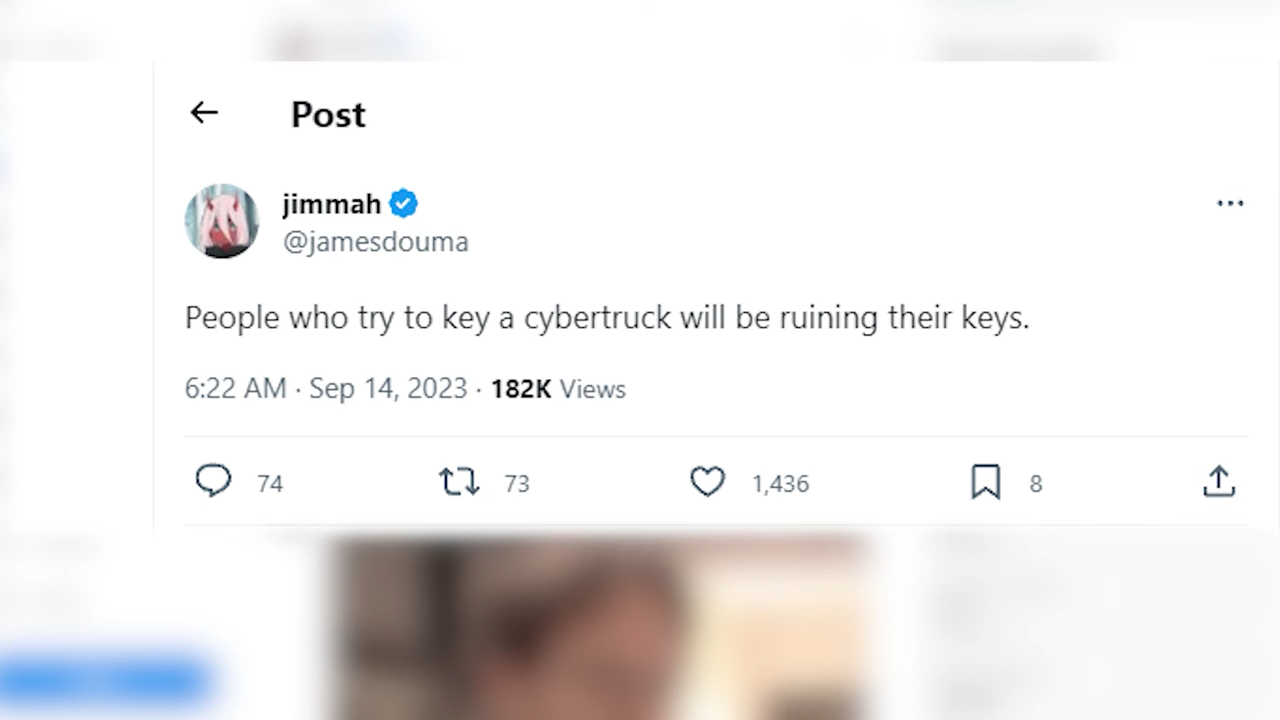 Post
jimmah
@jamesdouma
People who try to key a cybertruck will be ruining their keys.
6:22 AM · Sep 14, 2023 · 182K Views
74 73 1,436 8